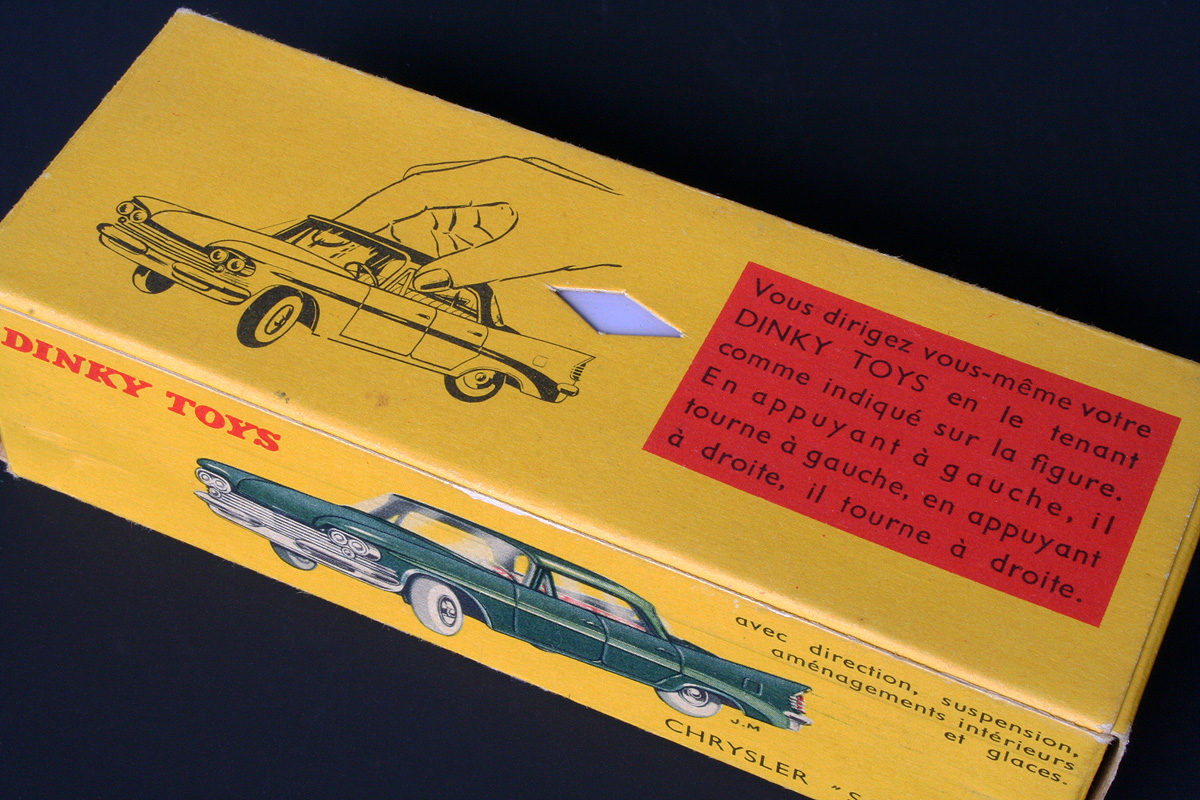 Vous dirigez vous-même votre
DINKY TOYS en le tenant
comme indiqué sur la figure.
En appuyant à gauche, il
tourne à gauche, en appuyant
à droite, il tourne à droite.
DINKY TOYS
avec direction, suspension,
aménagements intérieurs
et glaces.
J.M
CHRYSLER "S